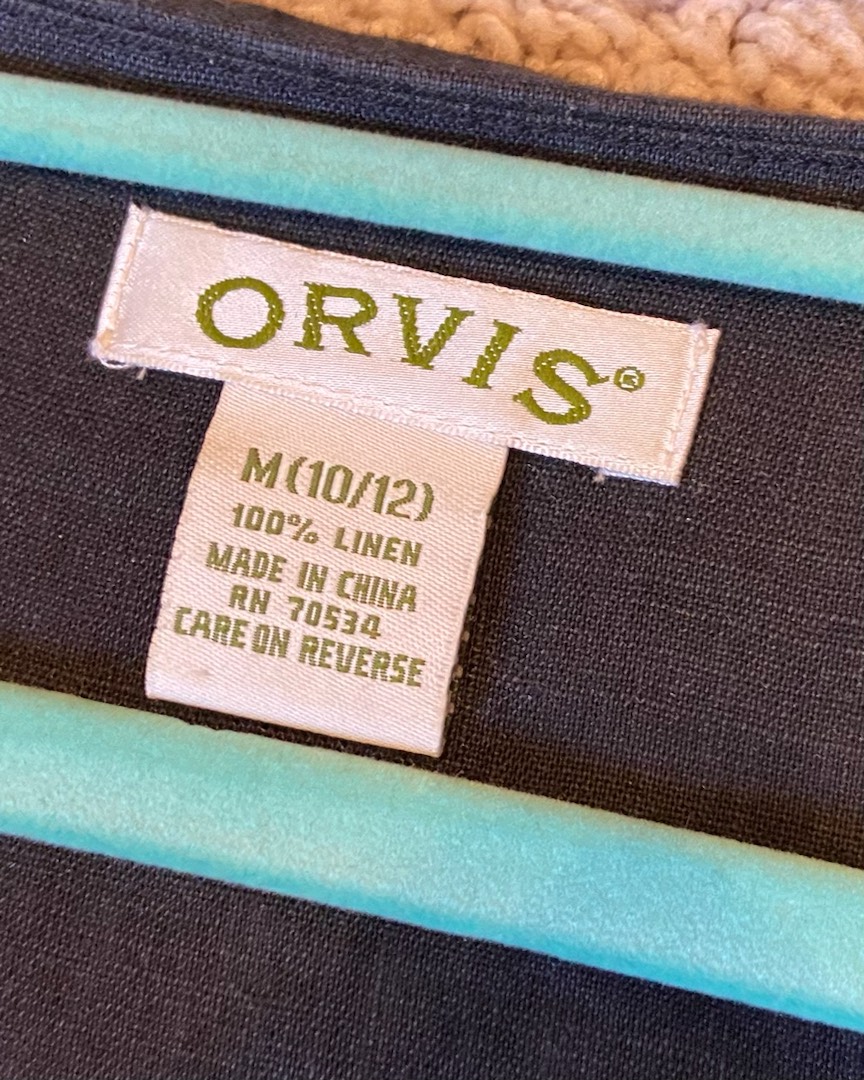 ORVIS®
M(10/12)
100% LINEN
MADE IN CHINA
RN 70534
CARE ON REVERSE